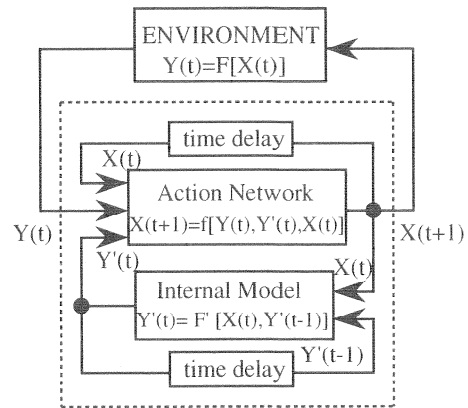 ENVIRONMENT
Y(t)=F[X(t)]
time delay
X(t)
Action Network
X(t+1)=f[Y(t),Y'(t),X(t)]
Y(t)
X(t+1)
Y'(t)
X(t)
Internal Model
Y'(t)= F' [X(t),Y'(t-1)]
Y'(t-1)
time delay